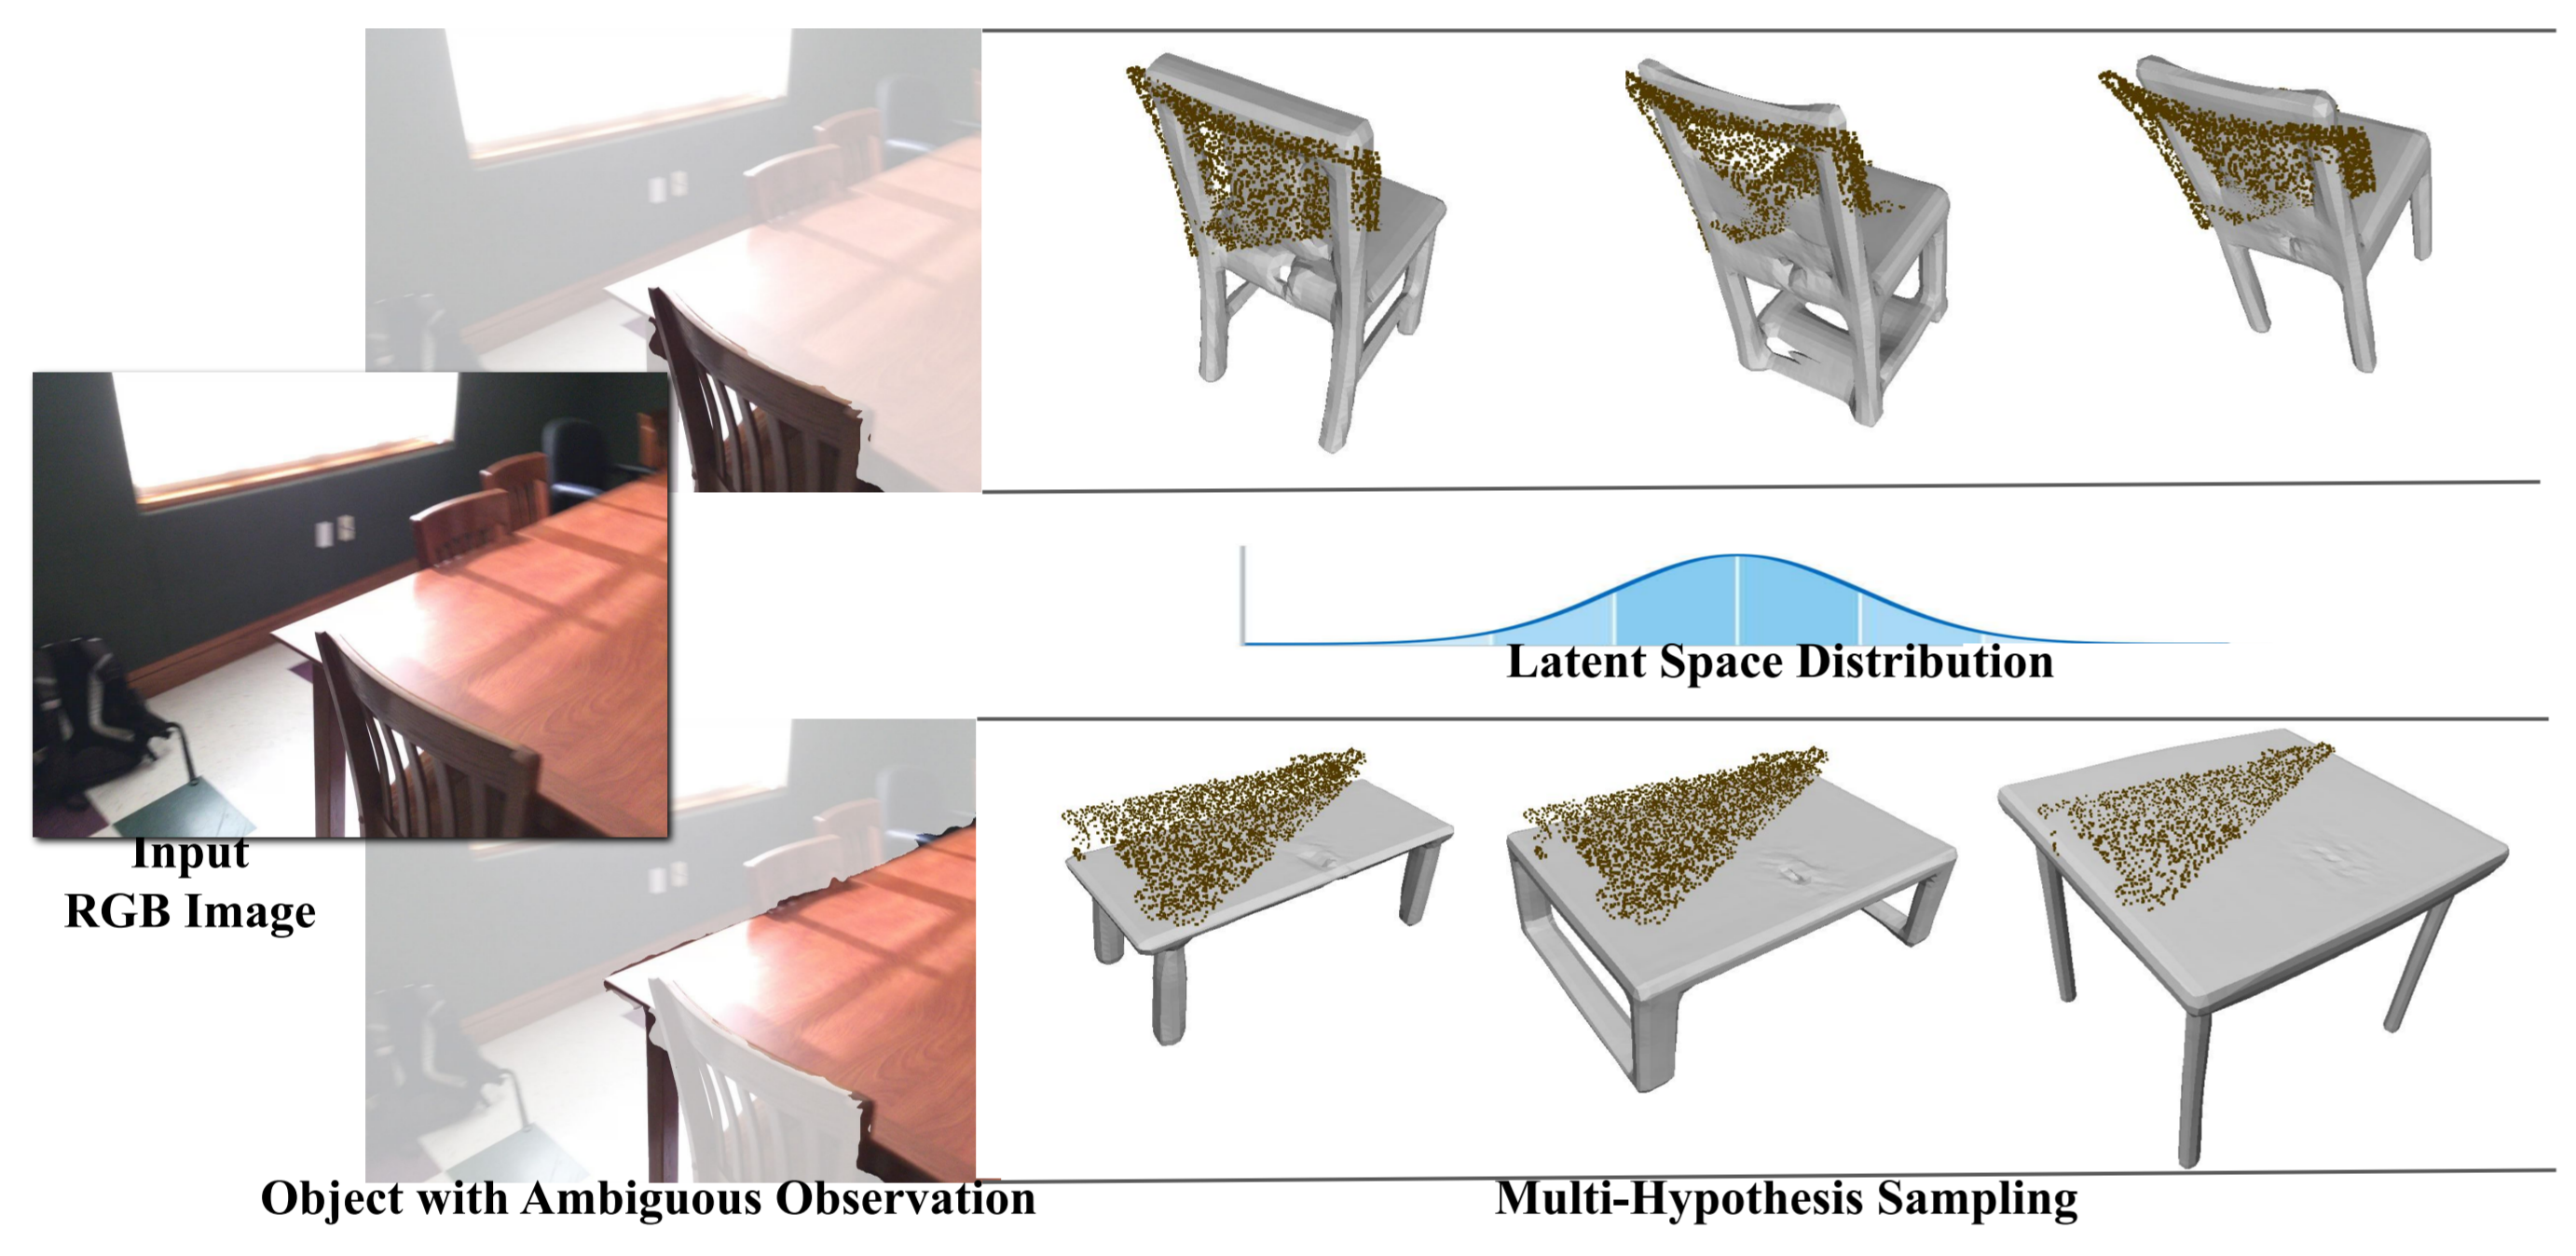 Input
RGB Image
Latent Space Distribution
Object with Ambiguous Observation
Multi-Hypothesis Sampling